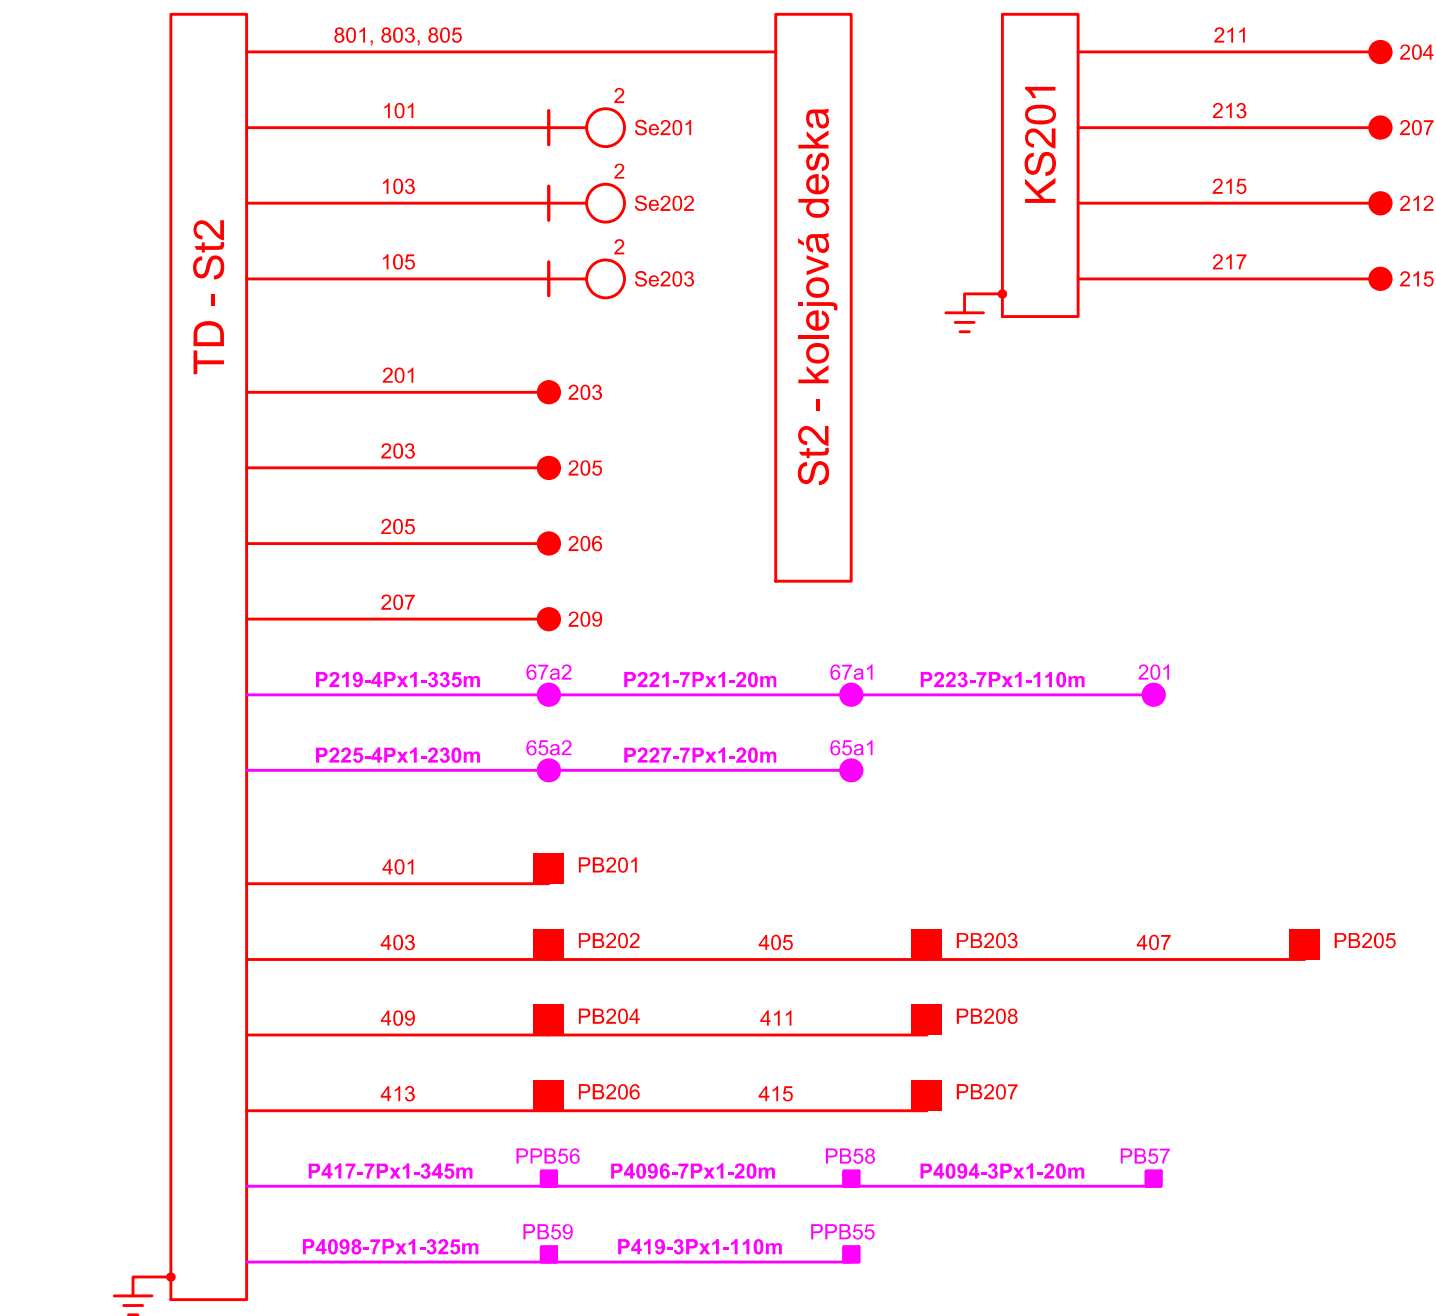 TD - St2
801, 803, 805
St2 - kolejová deska
101
2
Se201
103
2
Se202
105
2
Se203
KS201
211
204
213
207
215
212
217
215
201
203
203
205
205
206
207
209
P219-4Px1-335m
67a2
P221-7Px1-20m
67a1
P223-7Px1-110m
201
P225-4Px1-230m
65a2
P227-7Px1-20m
65a1
401
PB201
403
PB202
405
PB203
407
PB205
409
PB204
411
PB208
413
PB206
415
PB207
P417-7Px1-345m
PPB56
P4096-7Px1-20m
PB58
P4094-3Px1-20m
PB57
P4098-7Px1-325m
PB59
P419-3Px1-110m
PPB55